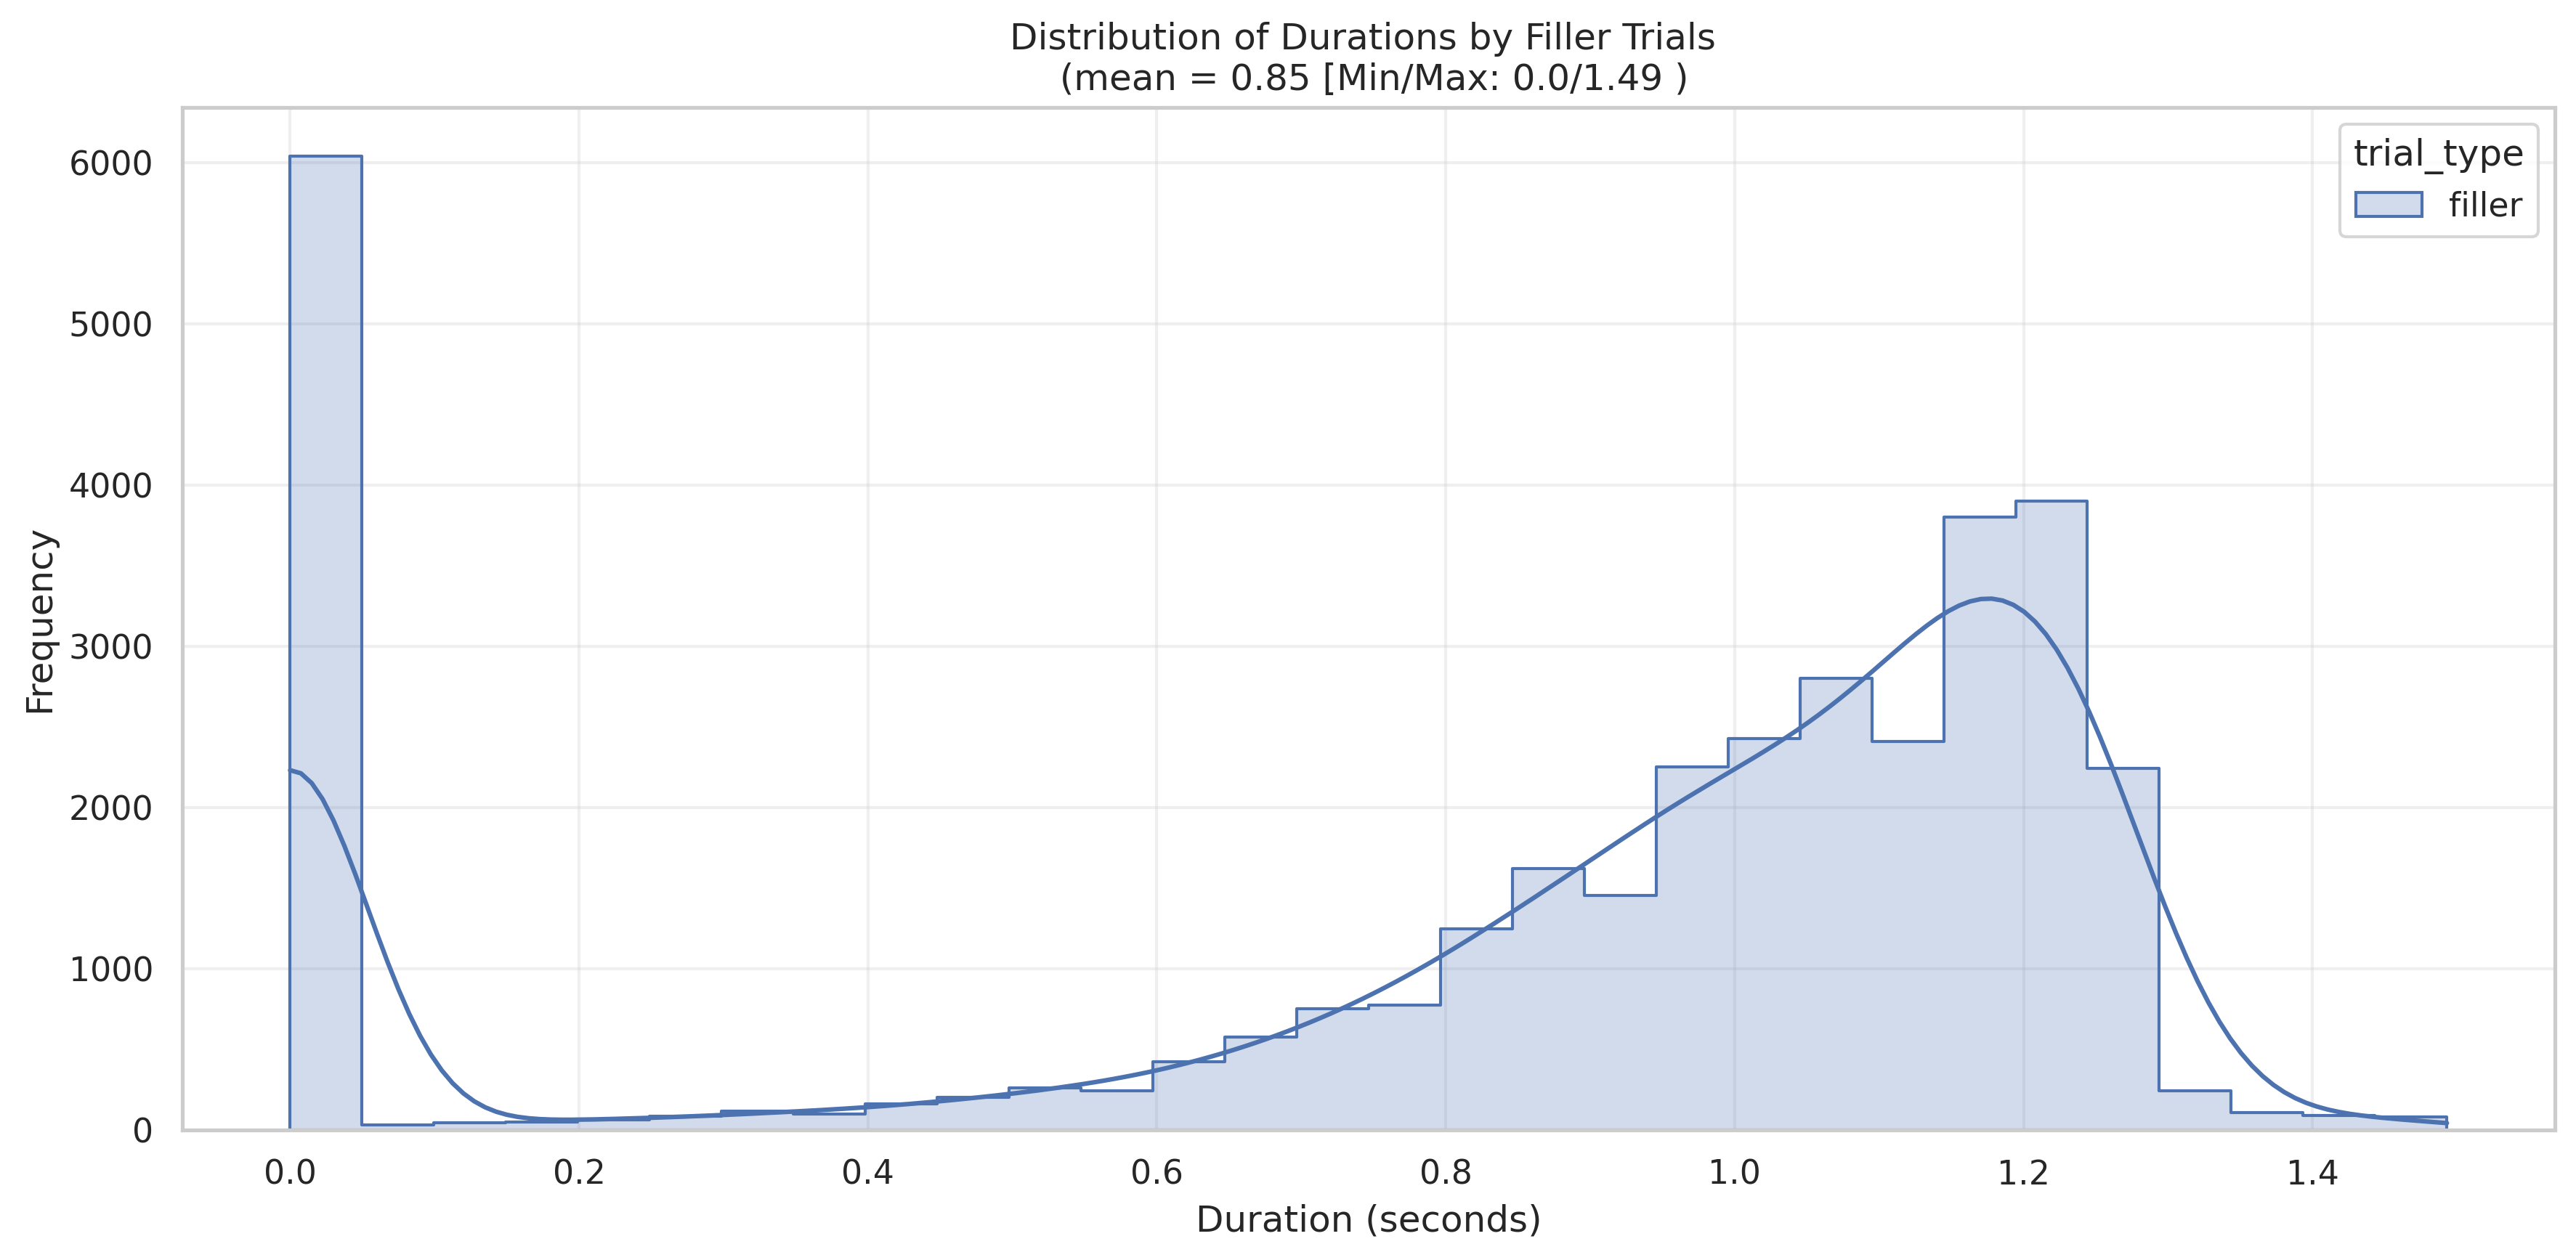 Distribution of Durations by Filler Trials
(mean = 0.85 [Min/Max: 0.0/1.49 )
trial_type
filler
Frequency
6000
5000
4000
3000
2000
1000
0
0.0 0.2 0.4 0.6 0.8 1.0 1.2 1.4
Duration (seconds)